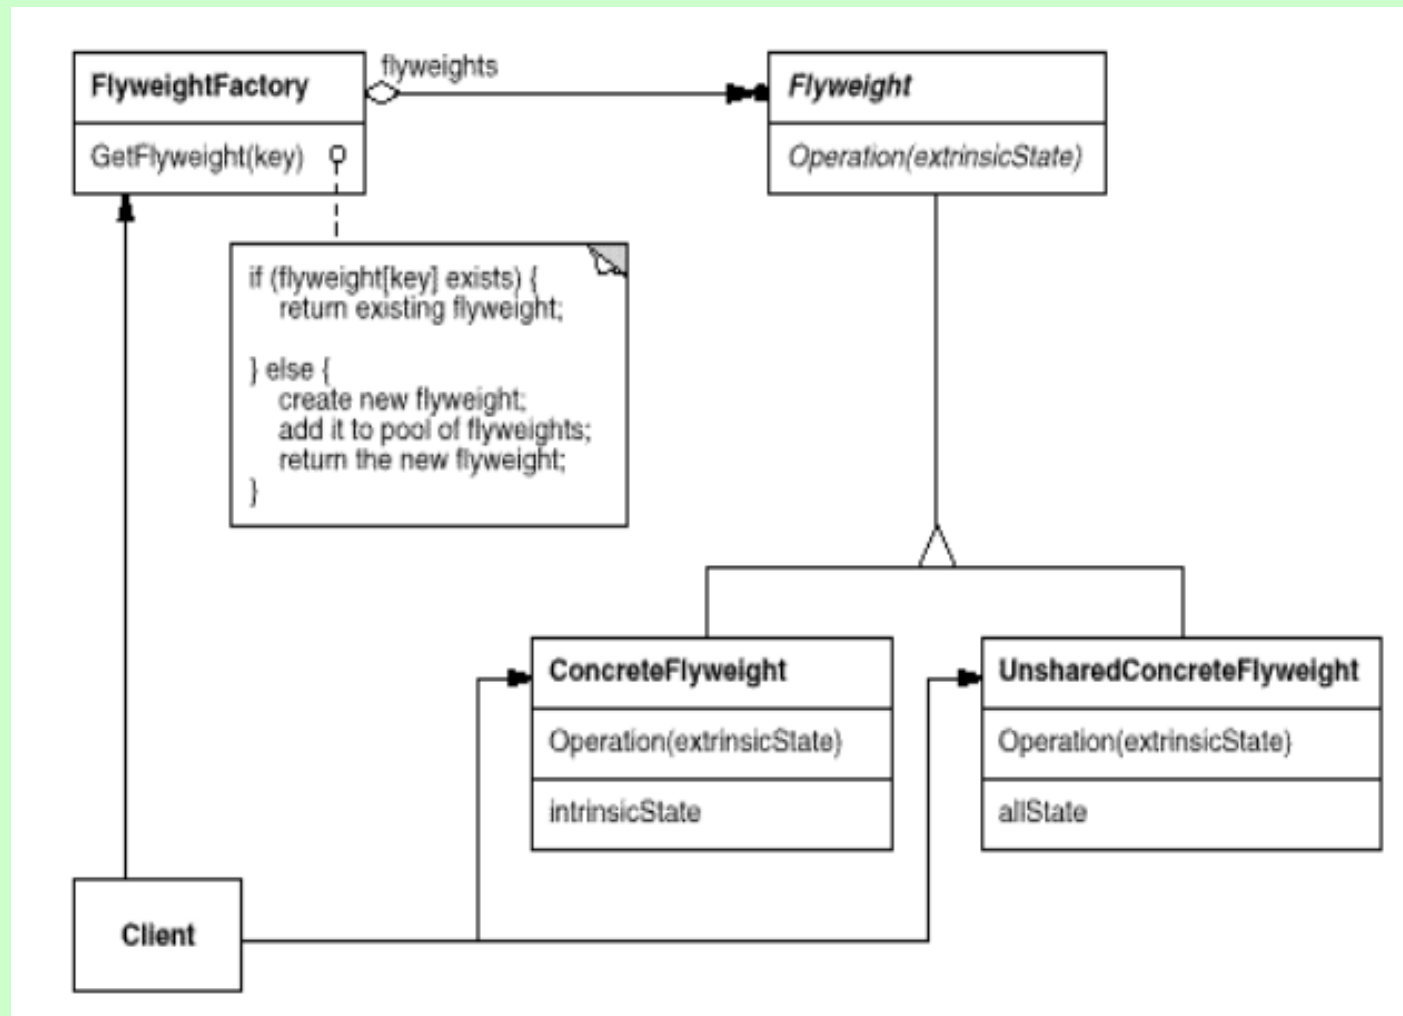 flyweights
FlyweightFactory
Flyweight
GetFlyweight(key)
Operation(extrinsicState)
if (flyweight[key] exists) {
return existing flyweight;
} else {
create new flyweight;
add it to pool of flyweights;
return the new flyweight;
}
ConcreteFlyweight
Operation(extrinsicState)
intrinsicState
UnsharedConcreteFlyweight
Operation(extrinsicState)
allState
Client